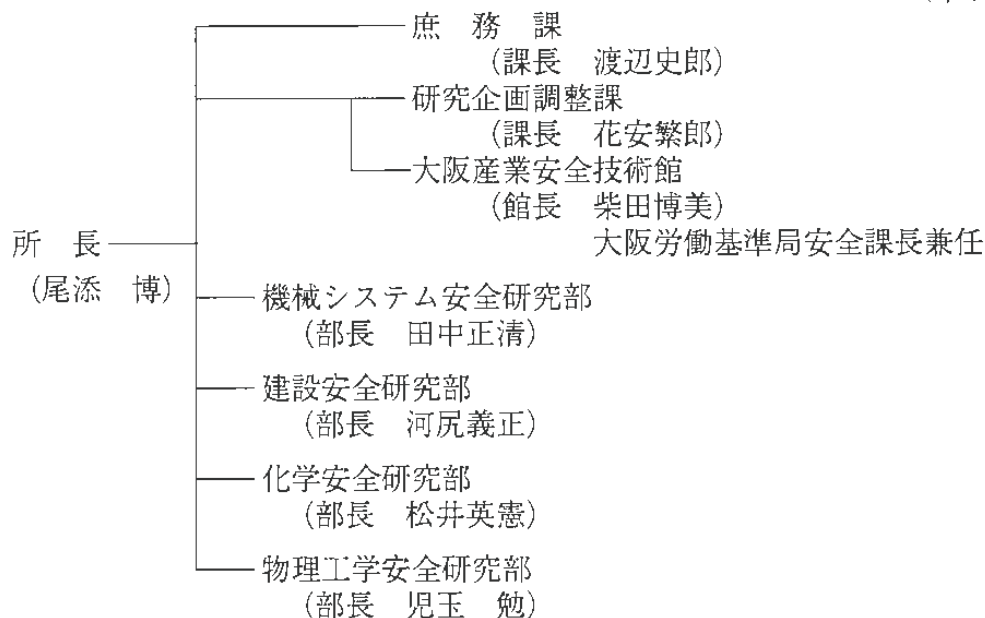 庶　務　課
(課長　渡辺史郎)
研究企画調整課
(課長　花安繁郎)
大阪産業安全技術館
(館長　柴田博美)
大阪労働基準局安全課長兼任
所　長
(尾添　博)
機械システム安全研究部
(部長　田中正清)
建設安全研究部
(部長　河尻義正)
化学安全研究部
(部長　松井英憲)
物理工学安全研究部
(部長　児玉　勉)